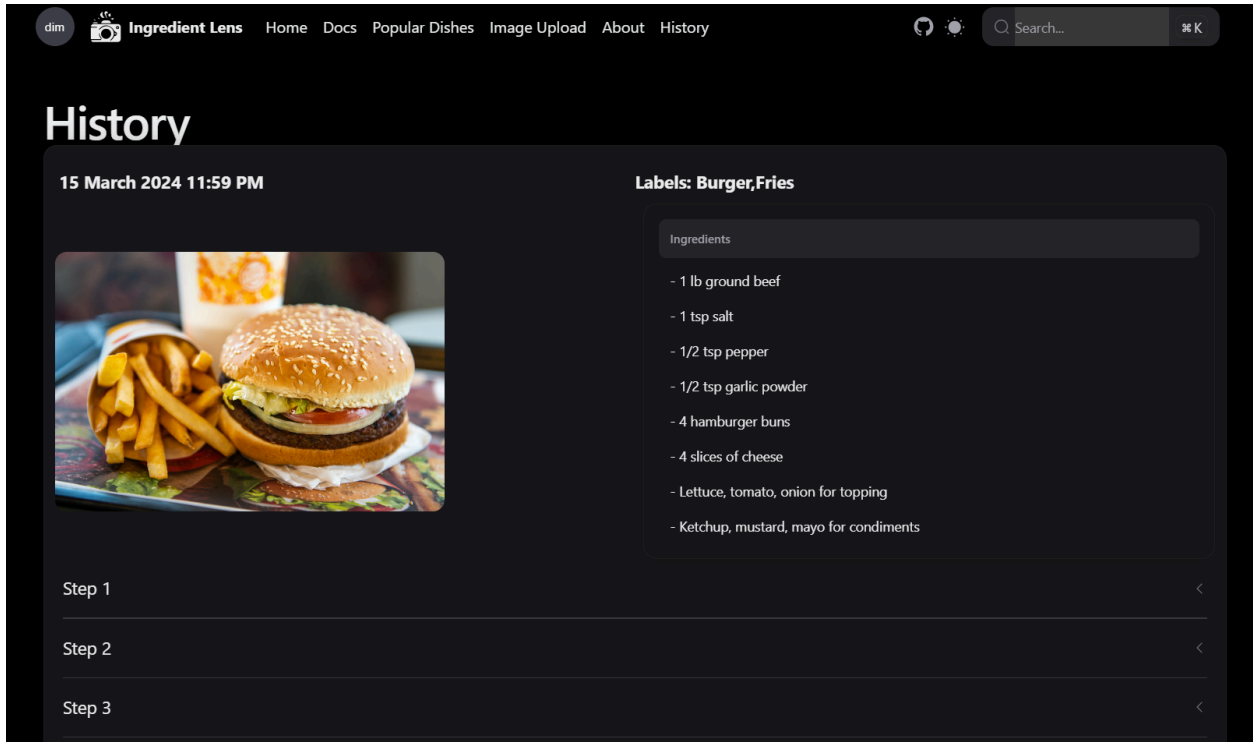 dim Ingredient Lens Home Docs Popular Dishes Image Upload About History Search... ⌘ K
History
15 March 2024 11:59 PM
Labels: Burger,Fries
Ingredients
- 1 lb ground beef
- 1 tsp salt
- 1/2 tsp pepper
- 1/2 tsp garlic powder
- 4 hamburger buns
- 4 slices of cheese
- Lettuce, tomato, onion for topping
- Ketchup, mustard, mayo for condiments
Step 1
Step 2
Step 3